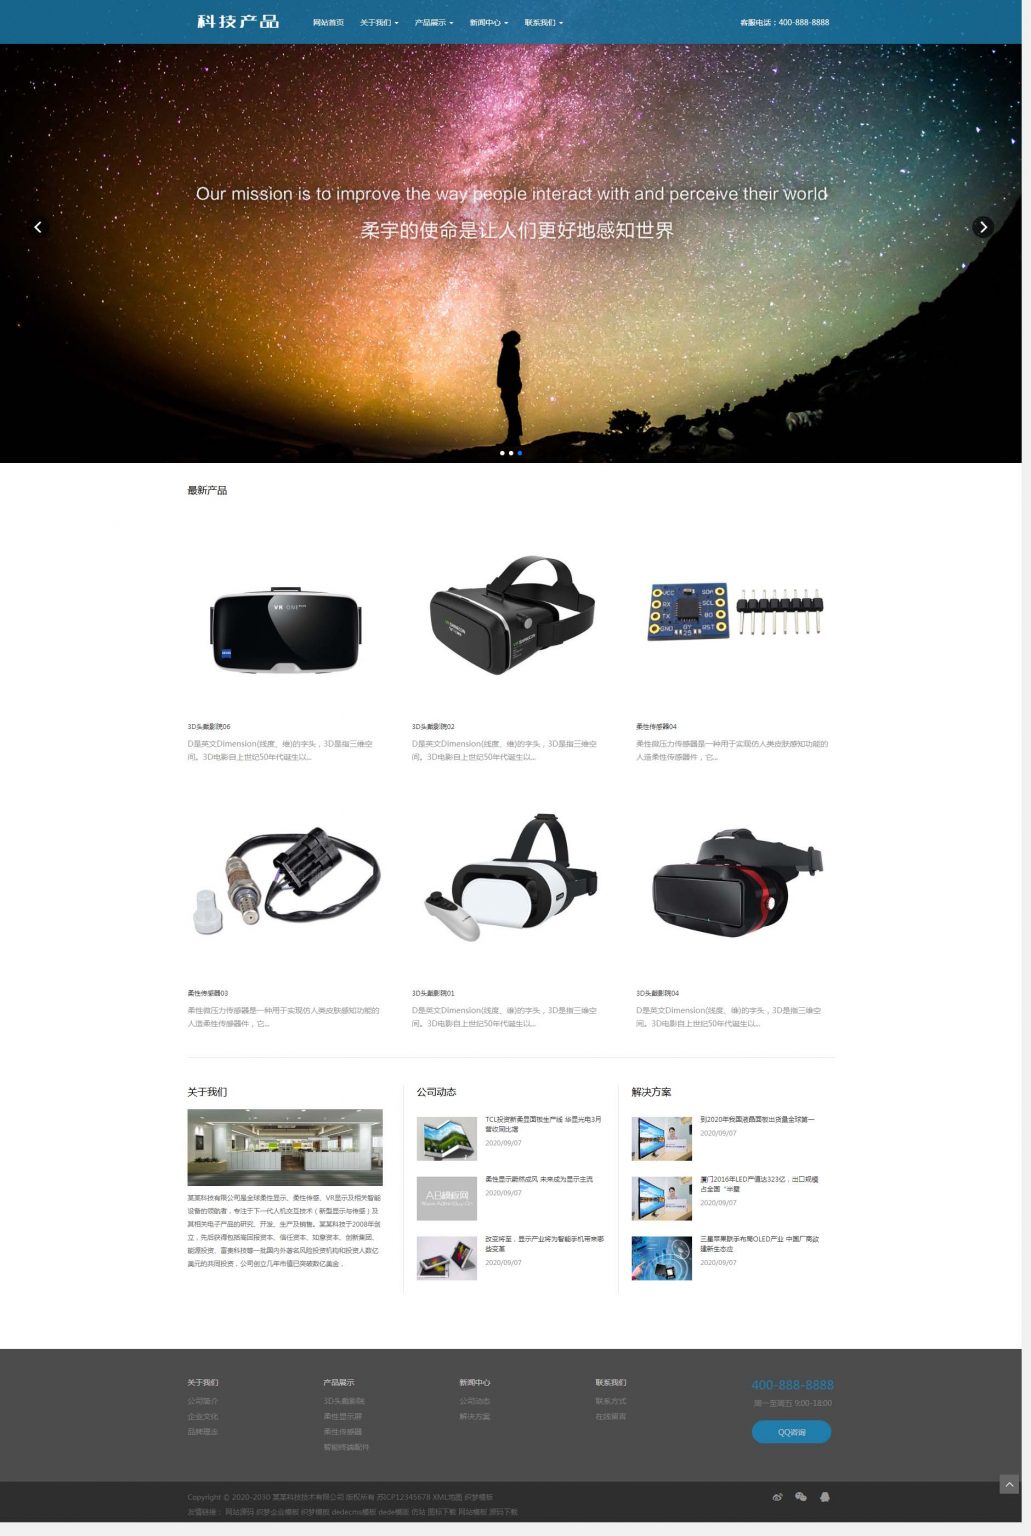 科技产品 网站首页 关于我们 产品展示 新闻中心 联系我们 客服电话：400-888-8888
Our mission is to improve the way people interact with and perceive their world
柔宇的使命是让人们更好地感知世界
最新产品
VR ONE
VCC
RX
TX
GND
SDA
SCL
BO
RST
3D头戴影院06
D是英文Dimension(线度、维)的字头，3D是指三维空
间。3D电影自上世纪50年代诞生以...
3D头戴影院02
D是英文Dimension(线度、维)的字头，3D是指三维空
间。3D电影自上世纪50年代诞生以...
柔性传感器04
柔性微压力传感器是一种用于实现仿人类皮肤感知功能的
人造柔性传感器件，它...
柔性传感器03
柔性微压力传感器是一种用于实现仿人类皮肤感知功能的
人造柔性传感器件，它...
3D头戴影院01
D是英文Dimension(线度、维)的字头，3D是指三维空
间。3D电影自上世纪50年代诞生以...
3D头戴影院04
D是英文Dimension(线度、维)的字头，3D是指三维空
间。3D电影自上世纪50年代诞生以...
关于我们
某某科技有限公司是全球柔性显示、柔性传感、VR显示及相关智能
设备的领航者，专注于下一代人机交互技术（新型显示与传感）及
其相关电子产品的研究、开发、生产及销售。某某科技于2008年创
立，先后获得包括
能源投资、富麦科技等一批国内外著名风险投资机构和投资人数亿
美元的共同投资，公司创立几年市值已突破数亿美金．
公司动态
TCL投资新柔显面板生产线 华显光电3月
营收同比增
2020/09/07
AB模板网
柔性显示蔚然成风 未来成为显示主流
2020/09/07
改变将至，显示产业将为智能手机带来哪
些变革
2020/09/07
解决方案
到2020年我国液晶面板出货量全球第一
2020/09/07
厦门2016年LED产值达323亿，出口规模
占全国“半壁
2020/09/07
三星苹果联手布局OLED产业 中国厂商欲
建新生态应
2020/09/07
关于我们
公司简介
企业文化
品牌理念
产品展示
3D头戴影院
柔性显示屏
柔性传感器
智能终端配件
新闻中心
公司动态
解决方案
联系我们
联系方式
在线留言
400-888-8888
周一至周五 9:00-18:00
QQ咨询
Copyright © 2020-2030 某某科技技术有限公司 版权所有 苏ICP12345678 XML地图 织梦模板
友情链接： 网站源码 织梦企业模板 织梦模板 dedecms模板 dede模版 仿站 图标下载 网站模板 源码下载